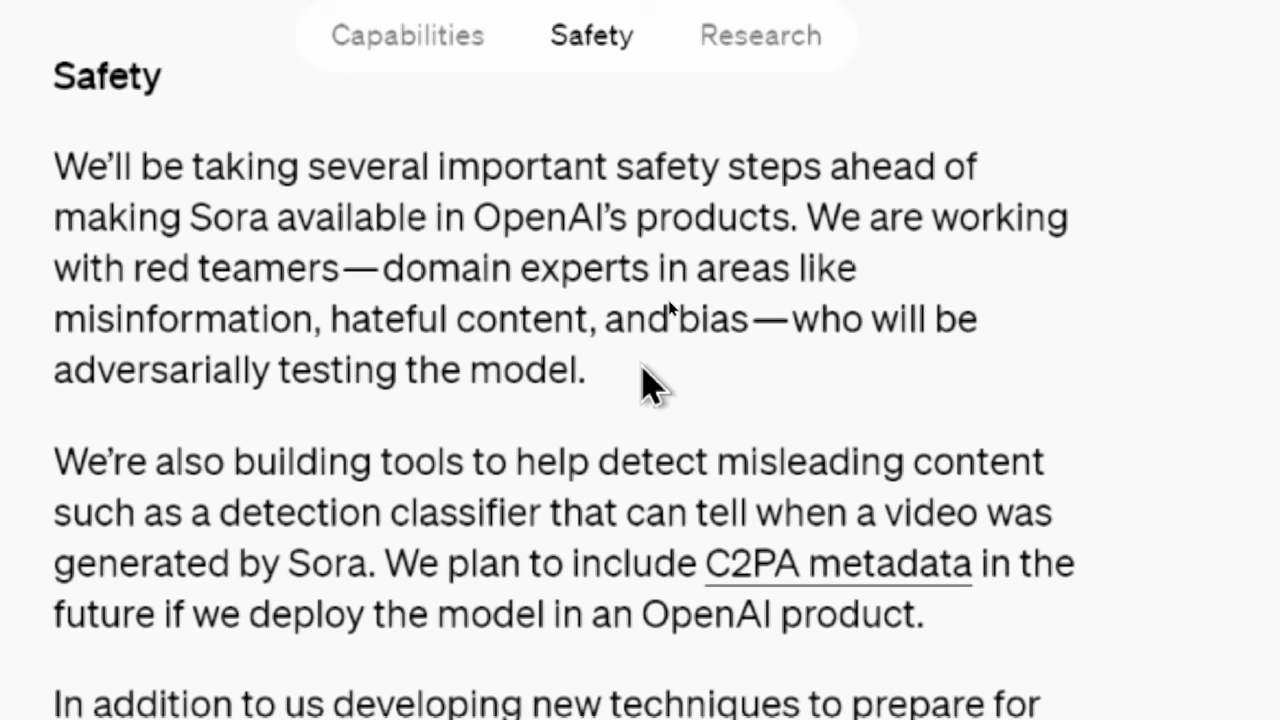 Capabilities Safety Research
Safety
We’ll be taking several important safety steps ahead of
making Sora available in OpenAI’s products. We are working
with red teamers—domain experts in areas like
misinformation, hateful content, and bias—who will be
adversarially testing the model.
We’re also building tools to help detect misleading content
such as a detection classifier that can tell when a video was
generated by Sora. We plan to include C2PA metadata in the
future if we deploy the model in an OpenAI product.
In addition to us developing new techniques to prepare for